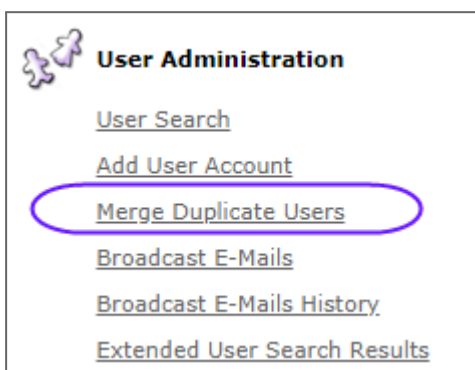 User Administration
User Search
Add User Account
Merge Duplicate Users
Broadcast E-Mails
Broadcast E-Mails History
Extended User Search Results